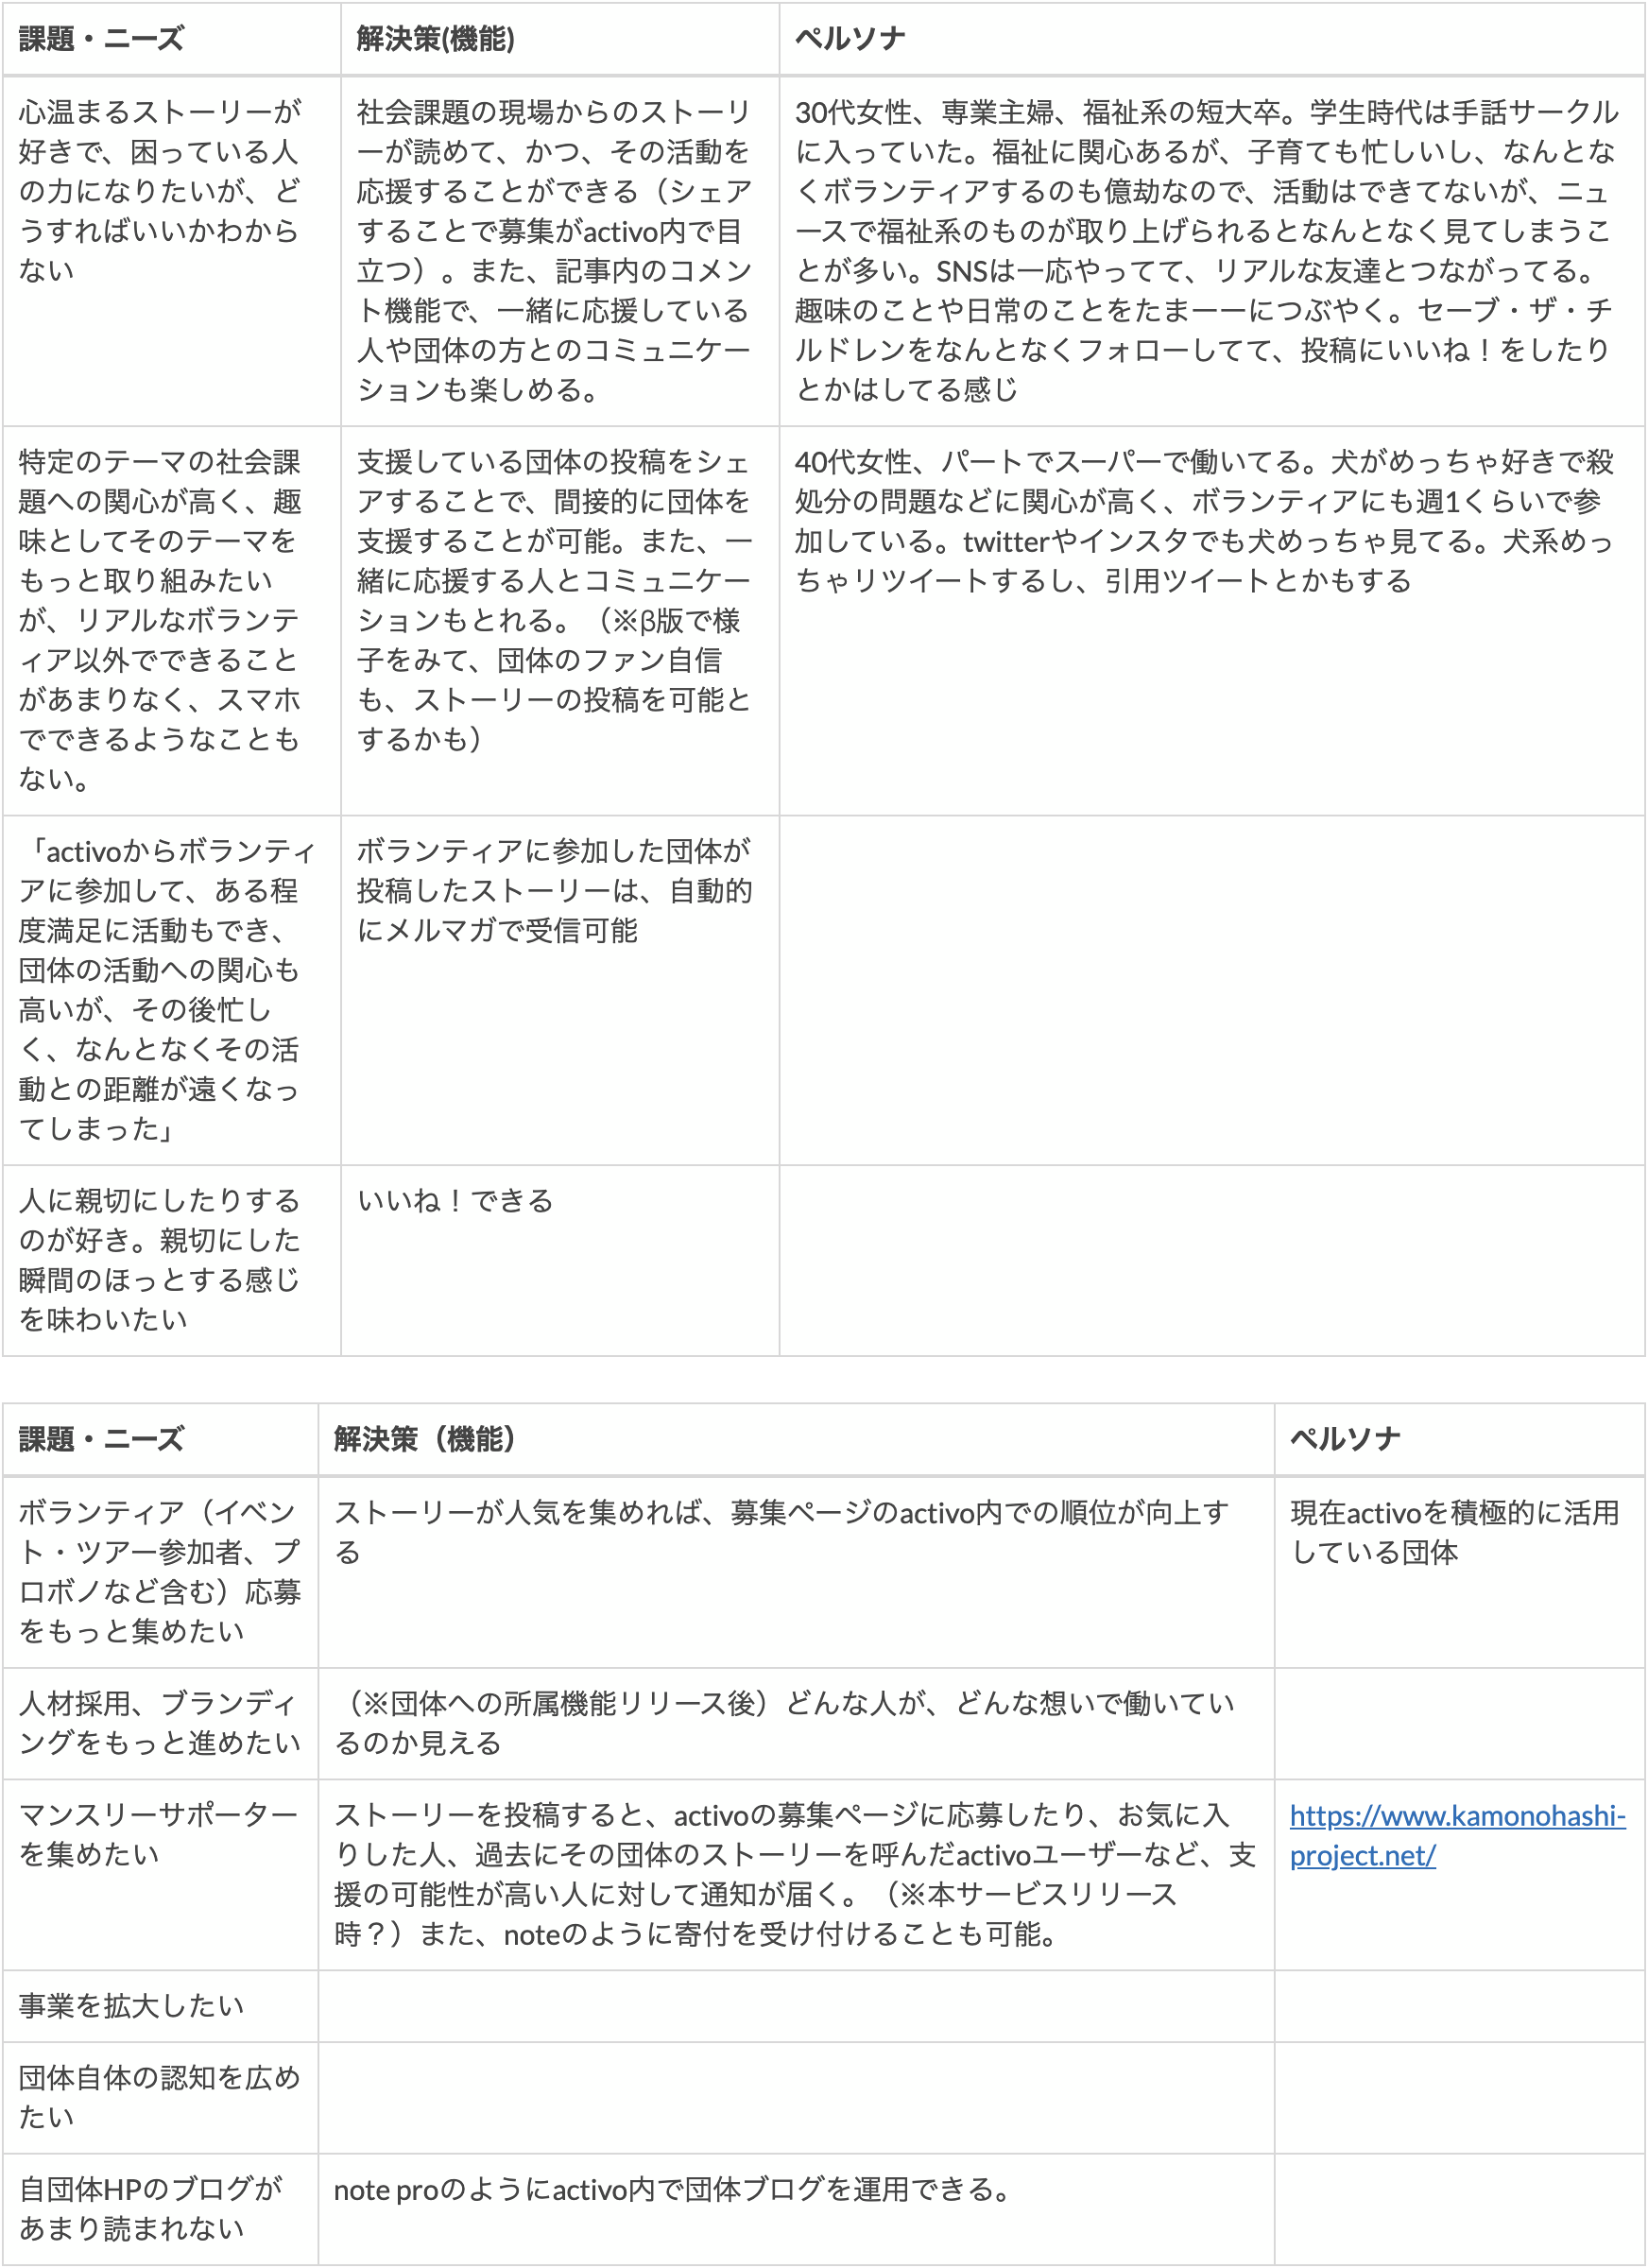 課題・ニーズ
解決策(機能)
ペルソナ
心温まるストーリーが
好きで、困っている人
の力になりたいが、ど
うすればいいかわから
ない
社会課題の現場からのストーリ
ーが読めて、かつ、その活動を
応援することができる（シェア
することで募集がactivo内で目
立つ）。また、記事内のコメン
ト機能で、一緒に応援している
人や団体の方とのコミュニケー
ションも楽しめる。
30代女性、専業主婦、福祉系の短大卒。学生時代は手話サークル
に入っていた。福祉に関心あるが、子育ても忙しいし、なんとな
くボランティアするのも億劫なので、活動はできてないが、ニュ
ースで福祉系のものが取り上げられるとなんとなく見てしまうこ
とが多い。SNSは一応やってて、リアルな友達とつながってる。
趣味のことや日常のことをたまーーにつぶやく。セーブ・ザ・チ
ルドレンをなんとなくフォローしてて、投稿にいいね！をしたり
とかはしてる感じ
特定のテーマの社会課
題への関心が高く、趣
味としてそのテーマを
もっと取り組みたい
が、リアルなボランテ
ィア以外でできること
があまりなく、スマホ
でできるようなことも
ない。
支援している団体の投稿をシェ
アすることで、間接的に団体を
支援することが可能。また、一
緒に応援する人とコミュニケー
ションもとれる。（※β版で様
子をみて、団体のファン自信
も、ストーリーの投稿を可能と
するかも）
40代女性、パートでスーパーで働いてる。犬がめっちゃ好きで殺
処分の問題などに関心が高く、ボランティアにも週1くらいで参
加している。twitterやインスタでも犬めっちゃ見てる。犬系めっ
ちゃリツイートするし、引用ツイートとかもする
「activoからボランティ
アに参加して、ある程
度満足に活動もでき、
団体の活動への関心も
高いが、その後忙し
く、なんとなくその活
動との距離が遠くなっ
てしまった」
ボランティアに参加した団体が
投稿したストーリーは、自動的
にメルマガで受信可能
人に親切にしたりする
のが好き。親切にした
瞬間のほっとする感じ
を味わいたい
いいね！できる
課題・ニーズ
解決策（機能）
ペルソナ
ボランティア（イベン
ト・ツアー参加者、プ
ロボノなど含む）応募
をもっと集めたい
ストーリーが人気を集めれば、募集ページのactivo内での順位が向上す
る
現在activoを積極的に活用
している団体
人材採用、ブランディ
ングをもっと進めたい
（※団体への所属機能リリース後）どんな人が、どんな想いで働いてい
るのか見える
マンスリーサポーター
を集めたい
ストーリーを投稿すると、activoの募集ページに応募したり、お気に入
りした人、過去にその団体のストーリーを呼んだactivoユーザーなど、支
援の可能性が高い人に対して通知が届く。（※本サービスリリース
時？）また、noteのように寄付を受け付けることも可能。
https://www.kamonohashi-
project.net/
事業を拡大したい
団体自体の認知を広め
たい
自団体HPのブログが
あまり読まれない
note proのようにactivo内で団体ブログを運用できる。